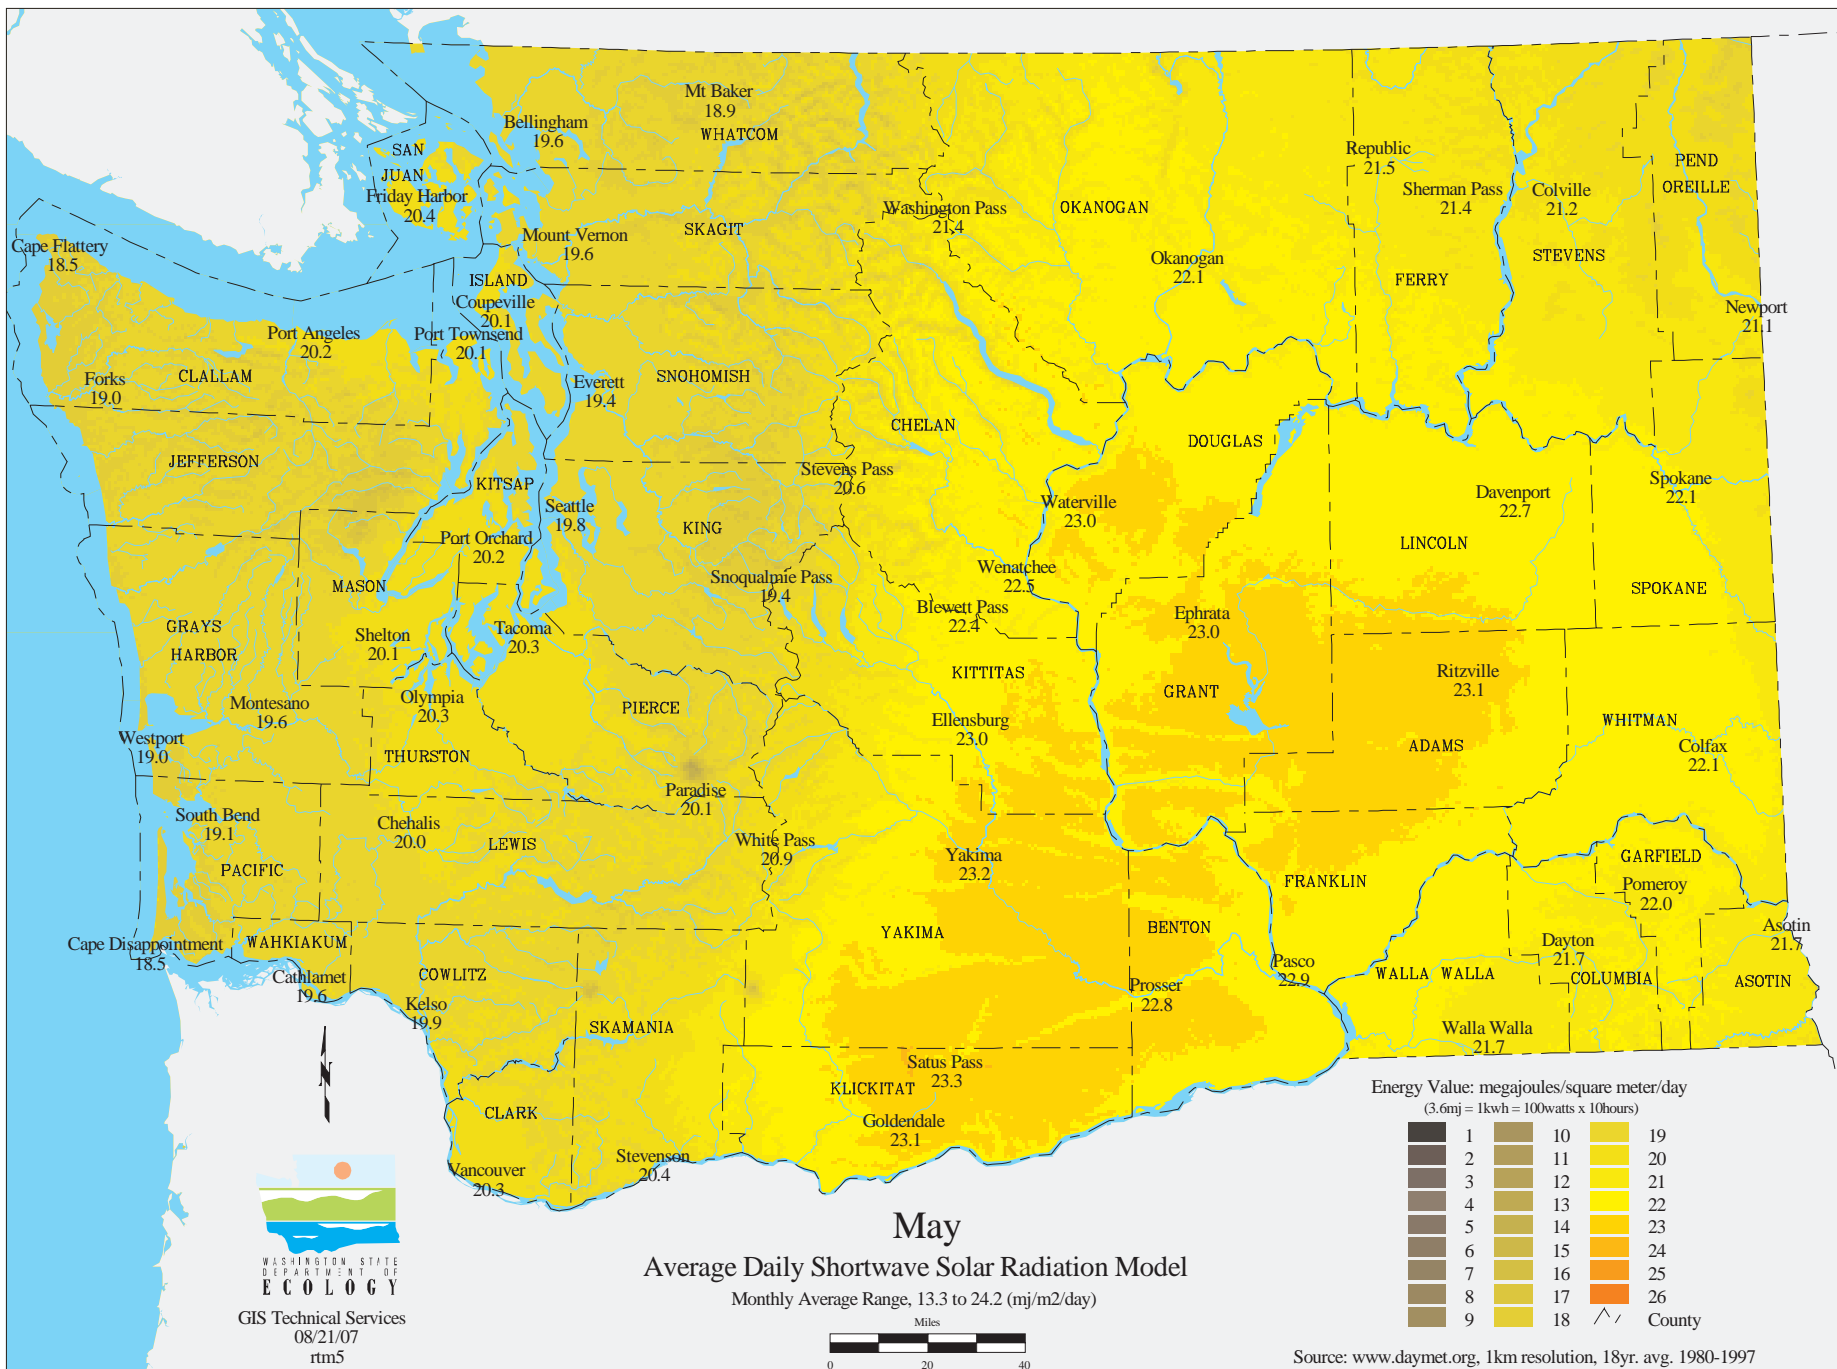 Mt Baker
18.9
WHATCOM
Bellingham
19.6
SAN
JUAN
Friday Harbor
20.4
Republic
21.5
PEND
OREILLE
Sherman Pass
21.4
Colville
21.2
Washington Pass
21.4
OKANOGAN
SKAGIT
Mount Vernon
19.6
Cape Flattery
18.5
Okanogan
22.1
STEVENS
FERRY
ISLAND
Coupeville
20.1
Newport
21.1
Port Angeles
20.2
Port Townsend
20.1
CLALLAM
Forks
19.0
Everett
19.4
SNOHOMISH
CHELAN
DOUGLAS
JEFFERSON
KITSAP
Stevens Pass
20.6
Spokane
22.1
Davenport
22.7
Waterville
23.0
Seattle
19.8
KING
Port Orchard
20.2
LINCOLN
Wenatchee
22.5
MASON
Snoqualmie Pass
19.4
SPOKANE
Blewett Pass
22.4
Ephrata
23.0
GRAYS
HARBOR
Shelton
20.1
Tacoma
20.3
KITTITAS
Ritzville
23.1
GRANT
Olympia
20.3
Montesano
19.6
PIERCE
Ellensburg
23.0
WHITMAN
Westport
19.0
THURSTON
ADAMS
Colfax
22.1
Paradise
20.1
South Bend
19.1
Chehalis
20.0
LEWIS
White Pass
20.9
Yakima
23.2
GARFIELD
Pomeroy
22.0
PACIFIC
FRANKLIN
Asotin
21.7
YAKIMA
BENTON
Cape Disappointment
18.5
WAHKIAKUM
Dayton
21.7
Pasco
22.9
WALLA WALLA
COLUMBIA
ASOTIN
COWLITZ
Cathlamet
19.6
Prosser
22.8
Kelso
19.9
SKAMANIA
Walla Walla
21.7
Satus Pass
23.3
KLICKITAT
Goldendale
23.1
CLARK
Vancouver
20.3
Stevenson
20.4
N
May
Average Daily Shortwave Solar Radiation Model
Monthly Average Range, 13.3 to 24.2 (mj/m2/day)
Miles
0 20 40
WASHINGTON STATE
DEPARTMENT OF
ECOLOGY
GIS Technical Services
08/21/07
rtm5
Energy Value: megajoules/square meter/day
(3.6mj = 1kwh = 100watts x 10hours)
1 10 19
2 11 20
3 12 21
4 13 22
5 14 23
6 15 24
7 16 25
8 17 26
9 18 County
Source: www.daymet.org, 1km resolution, 18yr. avg. 1980-1997